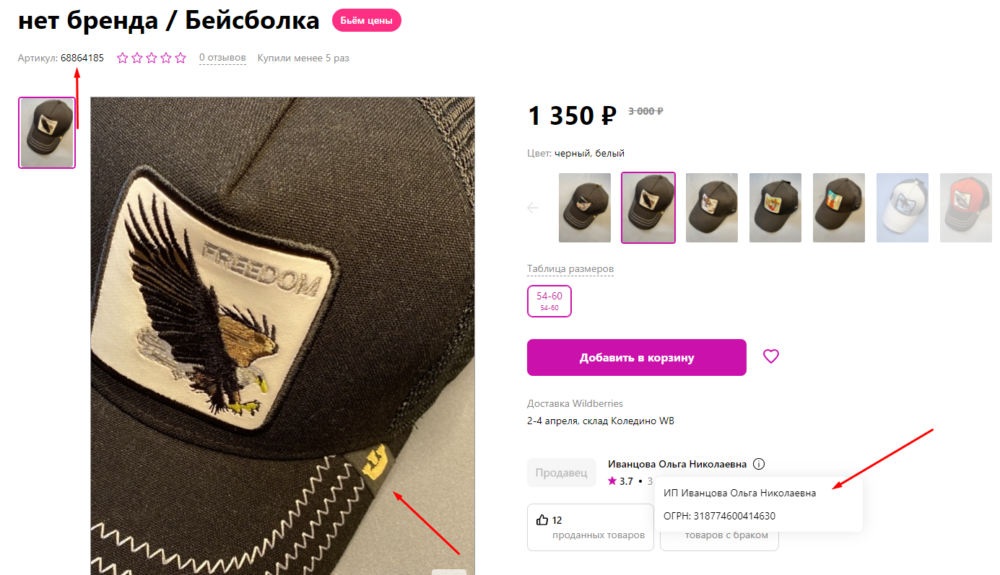 нет бренда / Бейсболка
Бьём цены
Артикул: 68864185
0 отзывов
Купили менее 5 раз
FREEDOM
1 350 ₽
3 000 ₽
Цвет: черный, белый
Таблица размеров
54-60
54-60
Добавить в корзину
Доставка Wildberries
2-4 апреля, склад Коледино WB
Продавец
Иванцова Ольга Николаевна
3.7 • 3
ИП Иванцова Ольга Николаевна
ОГРН: 318774600414630
12
проданных товаров
товаров с браком